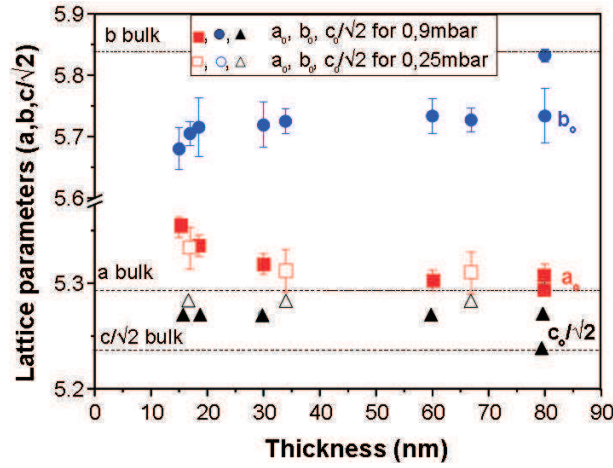 b bulk
, , a₀, b₀, c₀/√2 for 0,9mbar
, , a₀, b₀, c₀/√2 for 0,25mbar
5.9
5.8
5.7
5.6
5.3
5.2
b₀
a bulk
a₀
c/√2 bulk
c₀/√2
0 10 20 30 40 50 60 70 80 90
Thickness (nm)
Lattice parameters (a,b,c/√2)